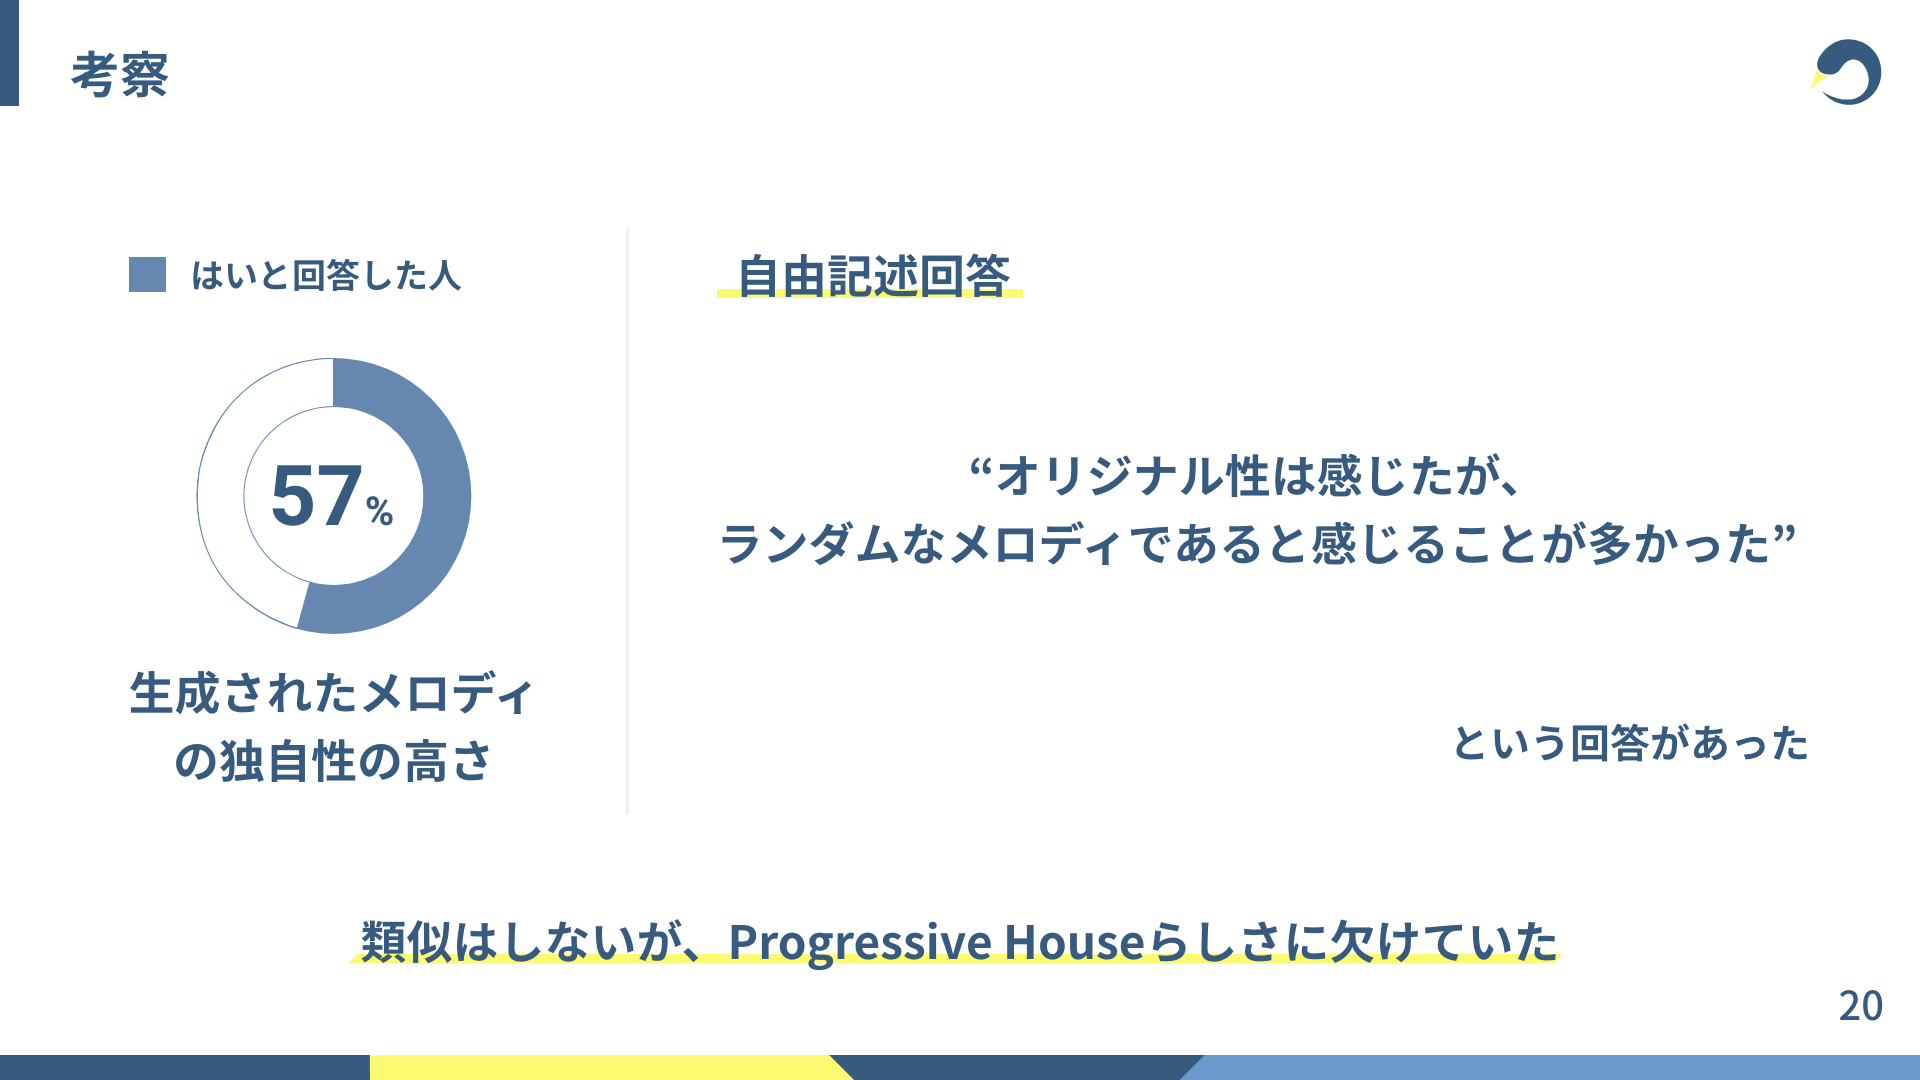 考察
はいと回答した人
57%
生成されたメロディ
の独自性の高さ
自由記述回答
“オリジナル性は感じたが、
ランダムなメロディであると感じることが多かった”
という回答があった
類似はしないが、Progressive Houseらしさに欠けていた
20